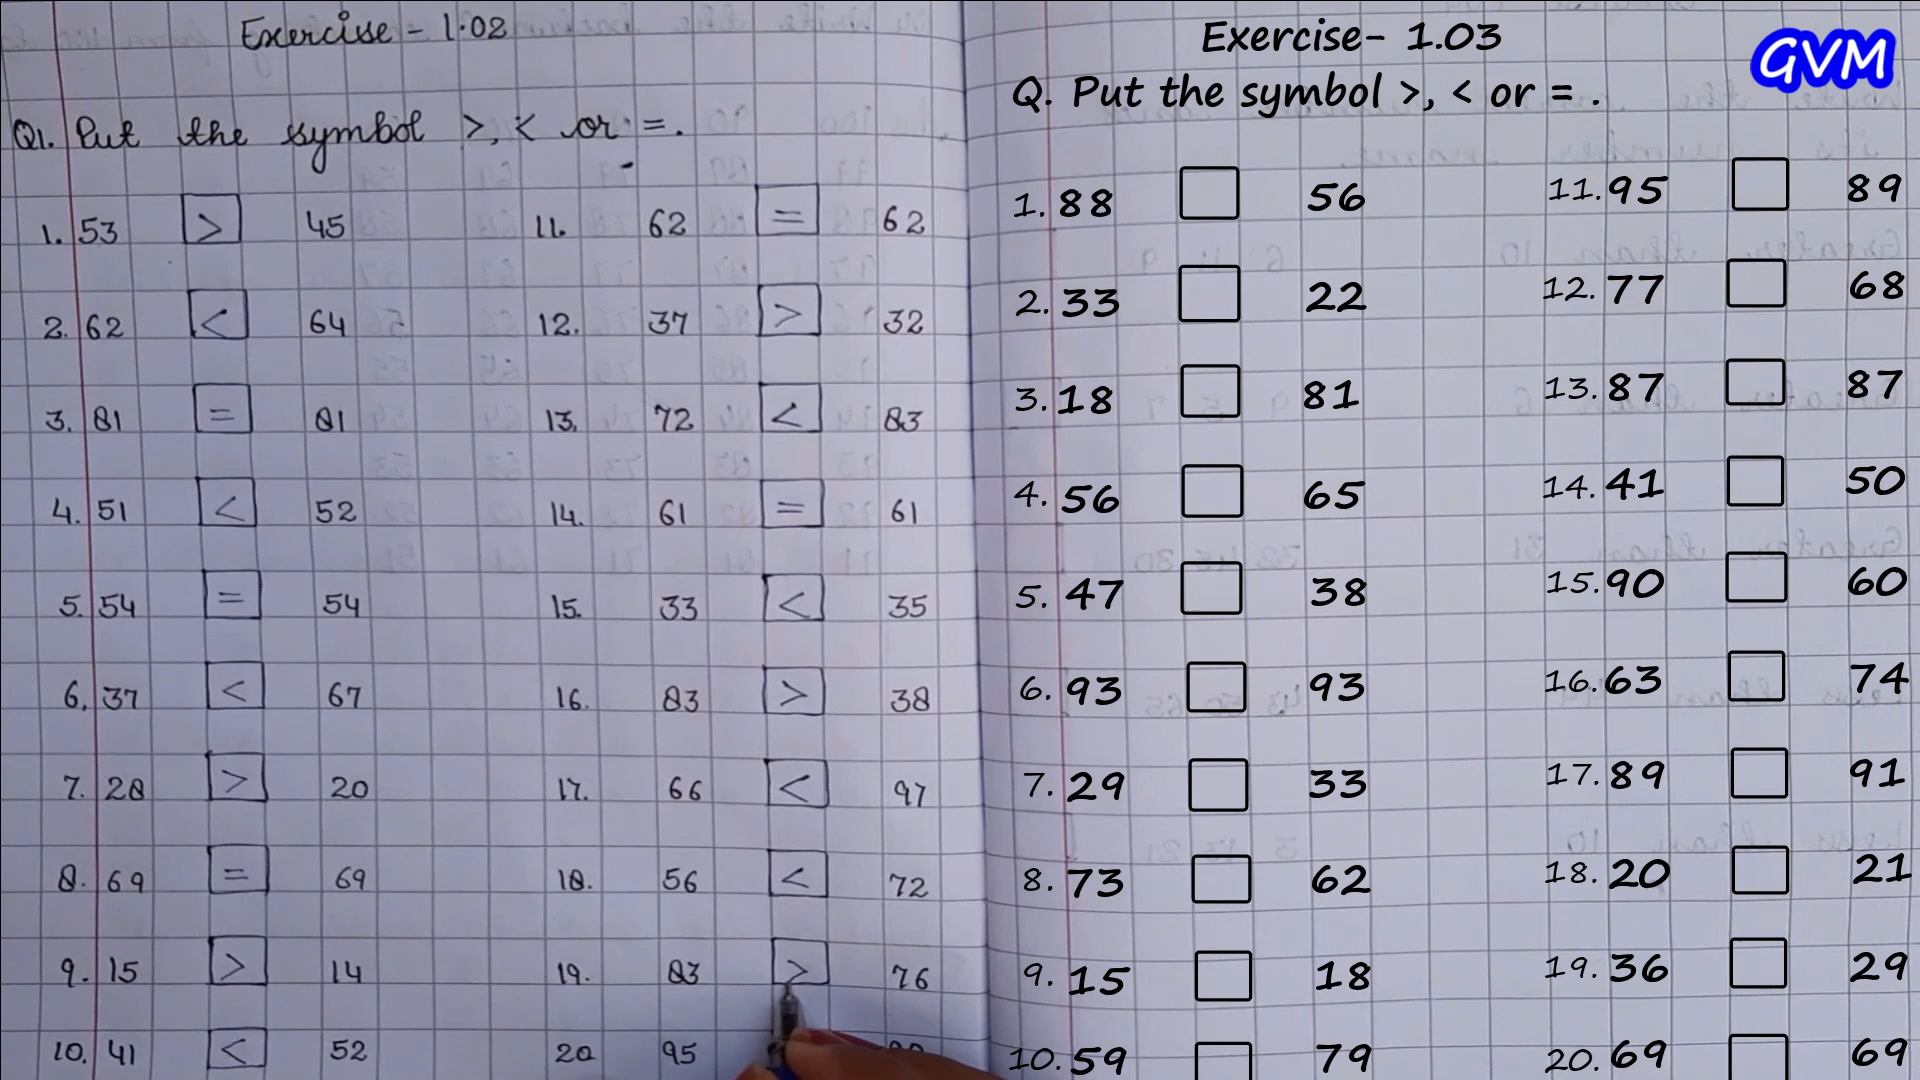 Exercise - 1.02
Q1. Put the symbol >, < or =.
1. 53 > 45 11. 62 = 62
2. 62 < 64 12. 37 > 32
3. 81 = 81 13. 72 < 83
4. 51 < 52 14. 61 = 61
5. 54 = 54 15. 33 < 35
6. 37 < 67 16. 83 > 38
7. 28 > 20 17. 66 < 97
8. 69 = 69 18. 56 < 72
9. 15 > 14 19. 83 > 76
10. 41 < 52 20 95
Exercise- 1.03
GVM
Q. Put the symbol >, < or = .
1. 88 56 11. 95 89
2. 33 22 12. 77 68
3. 18 81 13. 87 87
4. 56 65 14. 41 50
5. 47 38 15. 90 60
6. 93 93 16. 63 74
7. 29 33 17. 89 91
8. 73 62 18. 20 21
9. 15 18 19. 36 29
10. 59 79 20. 69 69